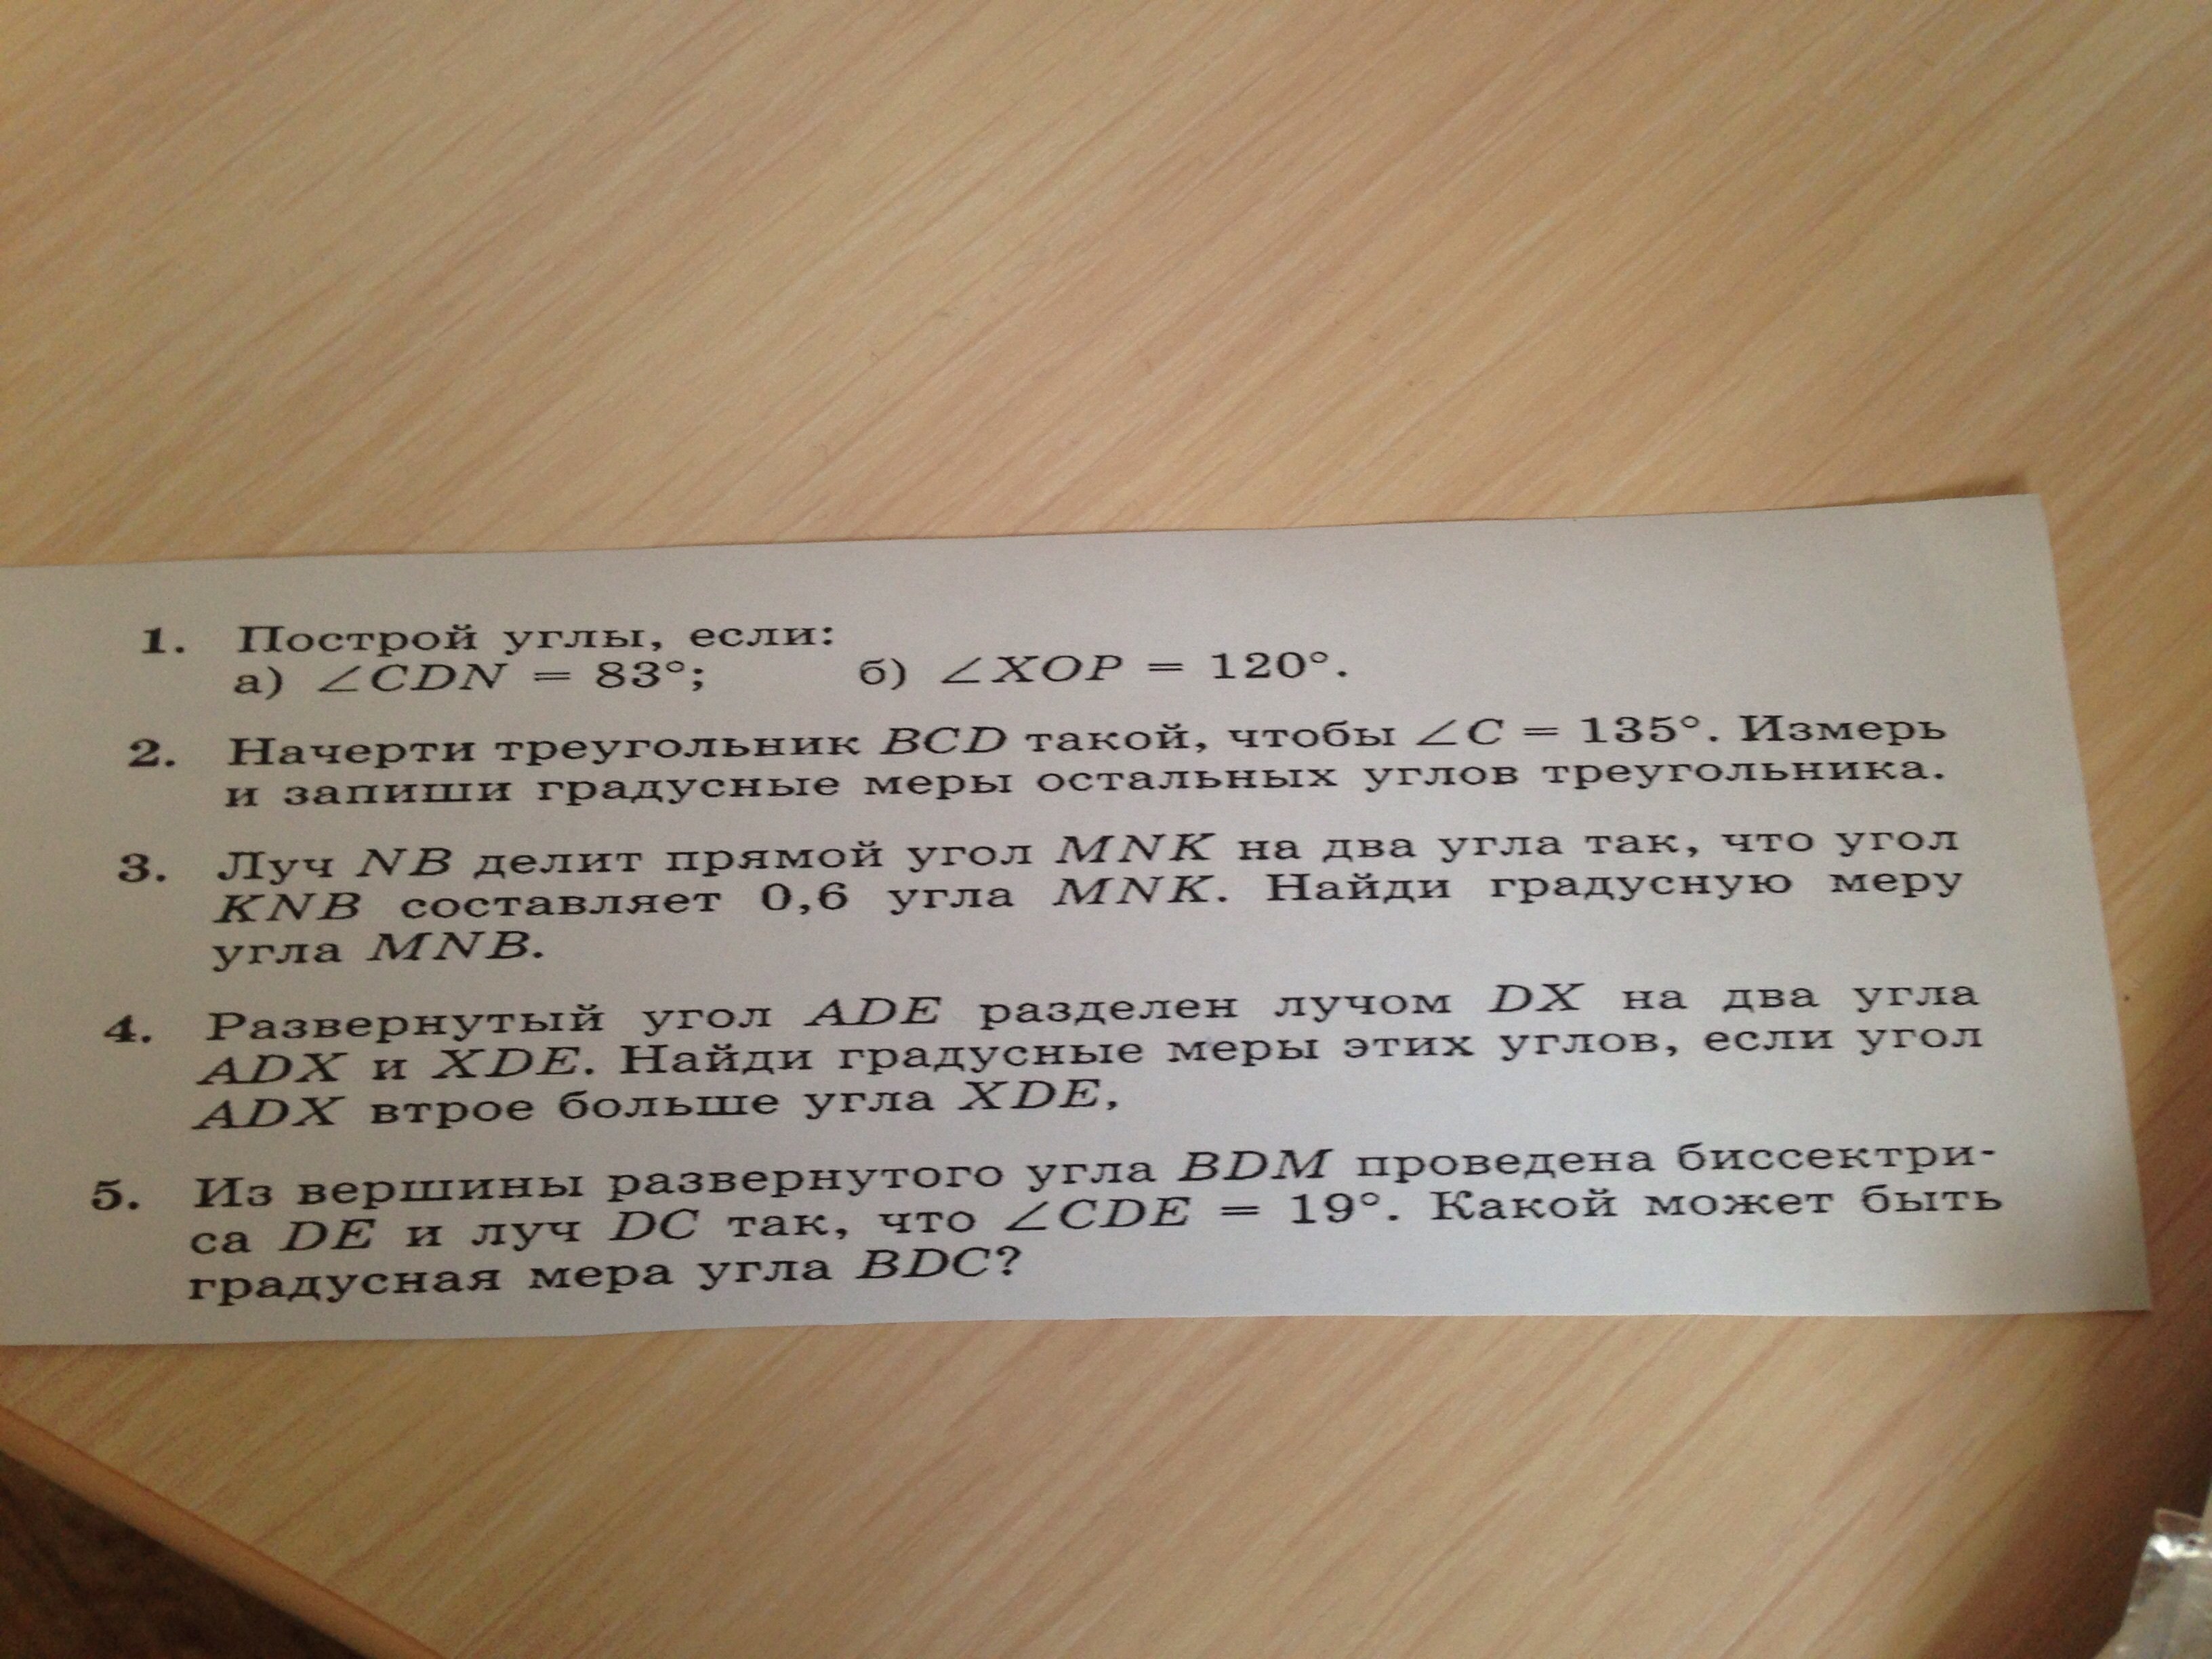 1. Построй углы, если:
а) ∠CDN = 83°; б) ∠XOP = 120°.
2. Начерти треугольник BCD такой, чтобы ∠C = 135°. Измерь
и запиши градусные меры остальных углов треугольника.
3. Луч NB делит прямой угол MNK на два угла так, что угол
KNB составляет 0,6 угла MNK. Найди градусную меру
угла MNB.
4. Развернутый угол ADE разделен лучом DX на два угла
ADX и XDE. Найди градусные меры этих углов, если угол
ADX втрое больше угла XDE,
5. Из вершины развернутого угла BDM проведена биссектри-
са DE и луч DC так, что ∠CDE = 19°. Какой может быть
градусная мера угла BDC?